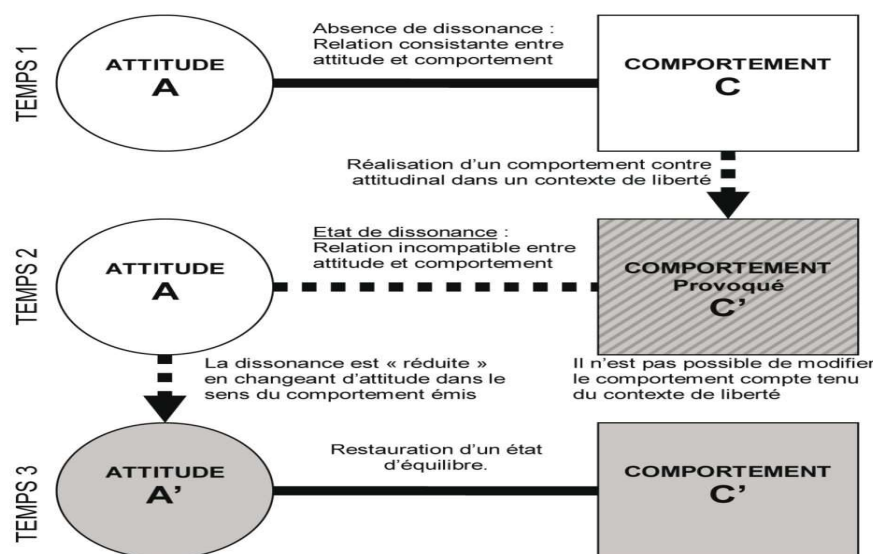 TEMPS 1
ATTITUDE
A
Absence de dissonance :
Relation consistante entre
attitude et comportement
COMPORTEMENT
C
Réalisation d'un comportement contre
attitudinal dans un contexte de liberté
TEMPS 2
ATTITUDE
A
Etat de dissonance :
Relation incompatible entre
attitude et comportement
COMPORTEMENT
Provoqué
C'
La dissonance est « réduite »
en changeant d'attitude dans le
sens du comportement émis
Il n'est pas possible de modifier
le comportement compte tenu
du contexte de liberté
TEMPS 3
ATTITUDE
A'
Restauration d'un état
d'équilibre.
COMPORTEMENT
C'